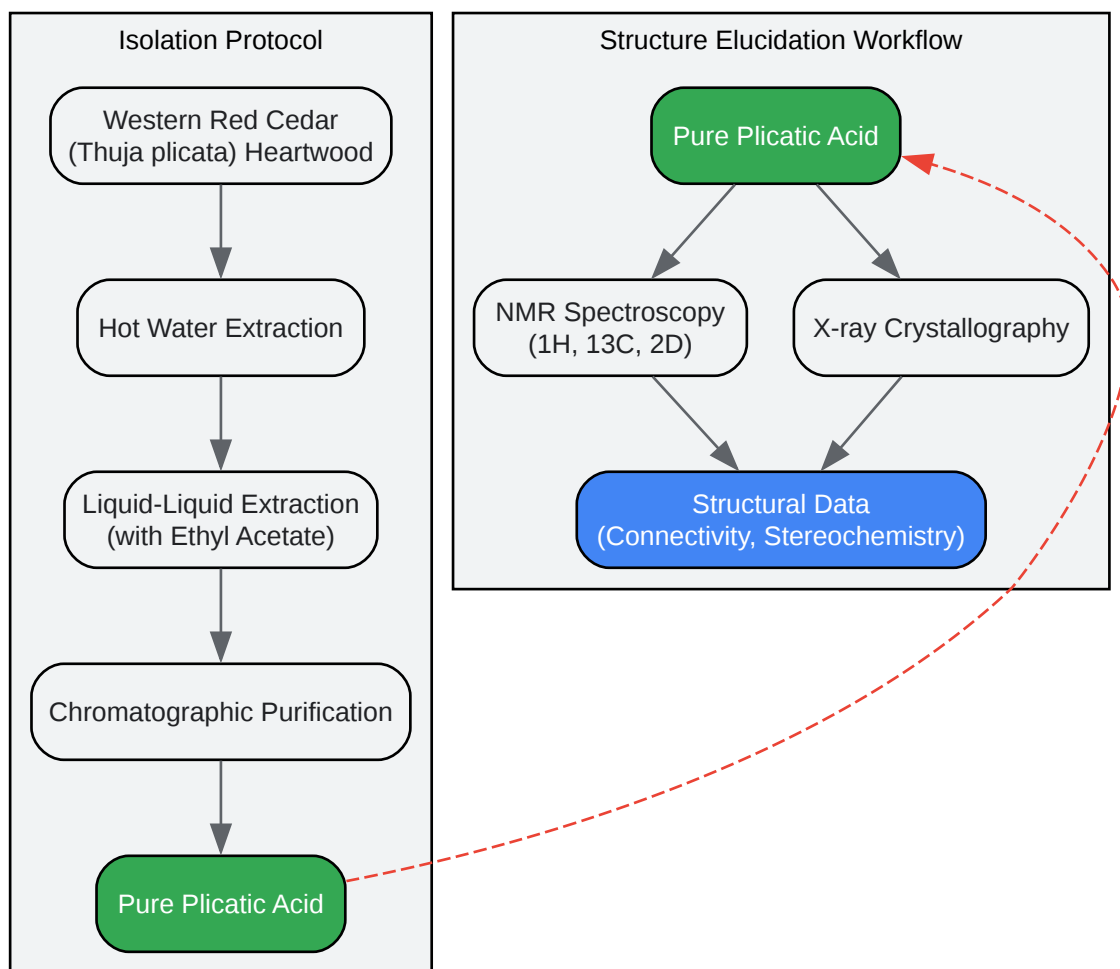 Isolation Protocol
Western Red Cedar
(Thuja plicata) Heartwood
Hot Water Extraction
Liquid-Liquid Extraction
(with Ethyl Acetate)
Chromatographic Purification
Pure Plicatic Acid
Structure Elucidation Workflow
Pure Plicatic Acid
NMR Spectroscopy
(1H, 13C, 2D)
X-ray Crystallography
Structural Data
(Connectivity, Stereochemistry)